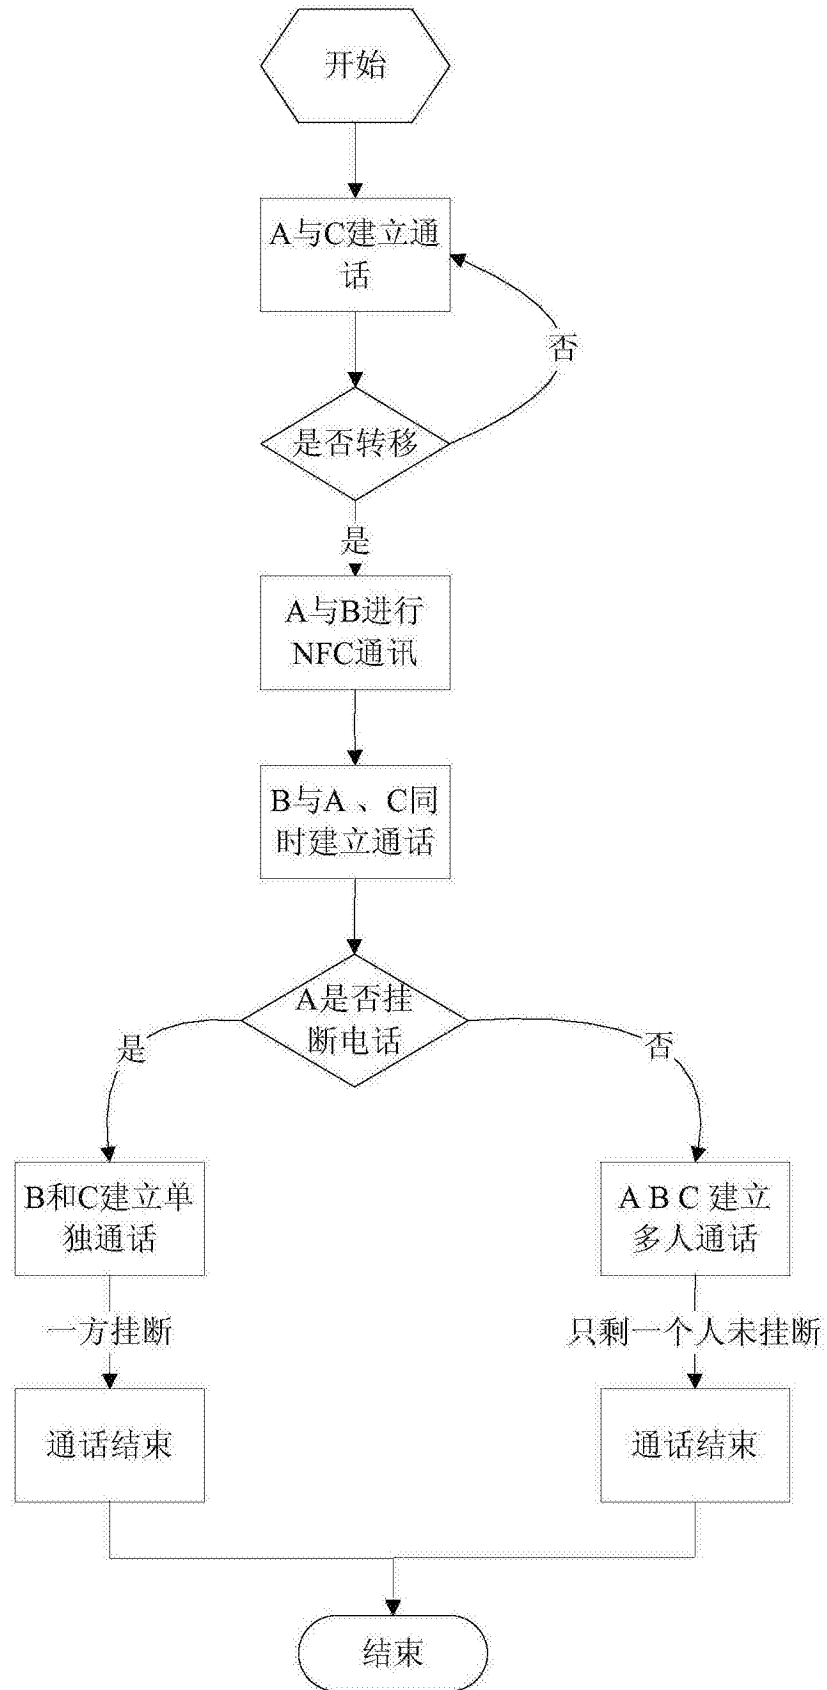 开始
A与C建立通
话
否
是否转移
是
A与B进行
NFC通讯
B与A 、C同
时建立通话
A是否挂
断电话
是
否
B和C建立单
独通话
A B C 建立
多人通话
一方挂断
只剩一个人未挂断
通话结束
通话结束
结束